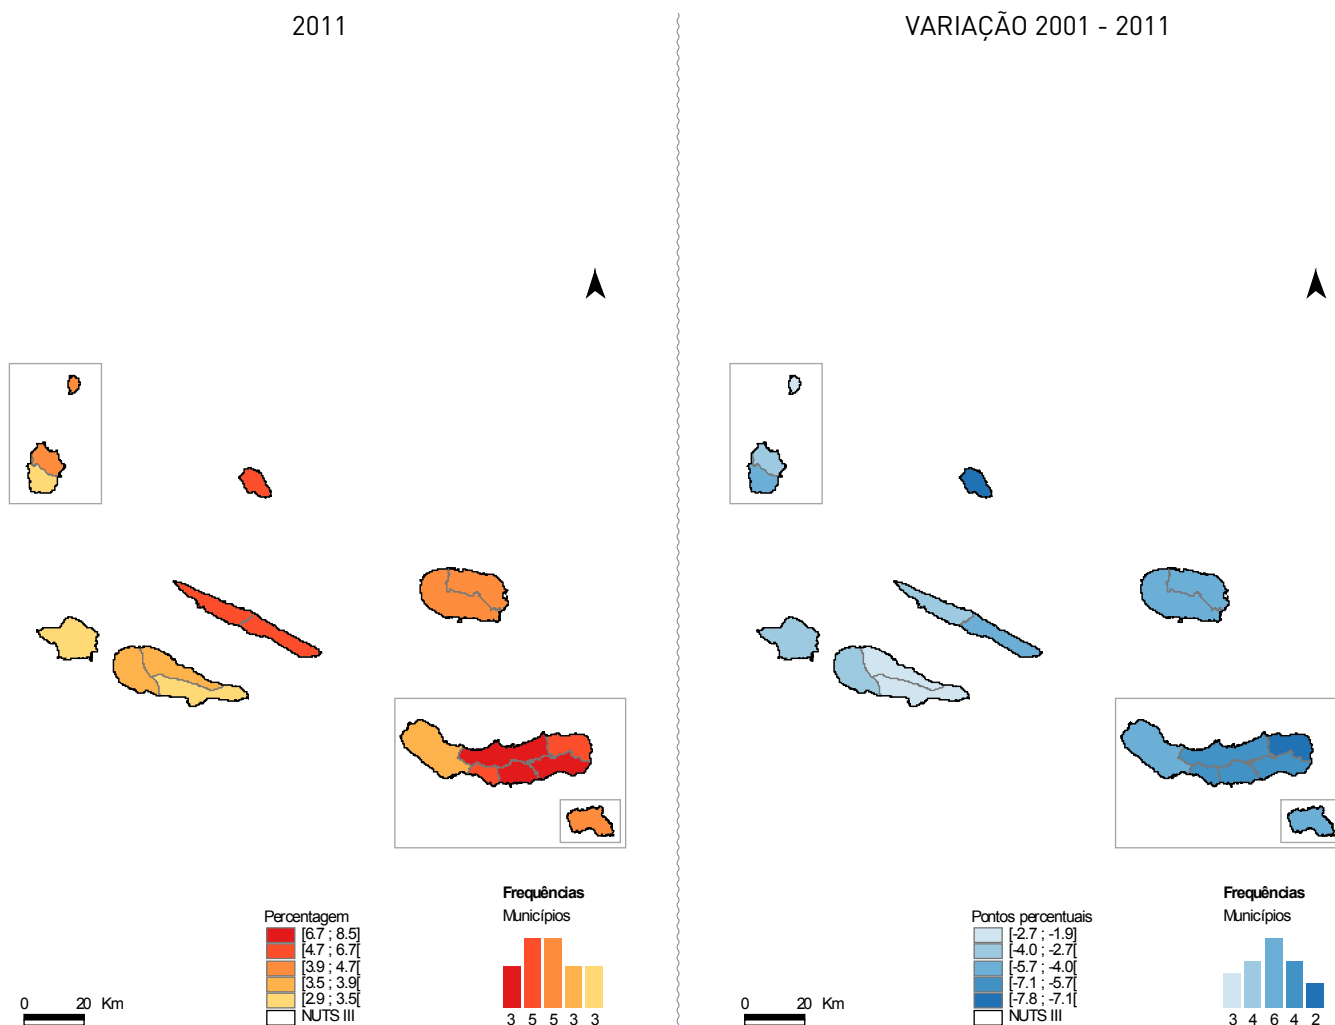 2011
Percentagem
[6.7 ; 8.5]
[4.7 ; 6.7[
[3.9 ; 4.7[
[3.5 ; 3.9[
[2.9 ; 3.5[
NUTS III
0 20 Km
Frequências
Municípios
3 5 5 3 3
VARIAÇÃO 2001 - 2011
Pontos percentuais
[-2.7 ; -1.9]
[-4.0 ; -2.7[
[-5.7 ; -4.0[
[-7.1 ; -5.7[
[-7.8 ; -7.1[
NUTS III
0 20 Km
Frequências
Municípios
3 4 6 4 2